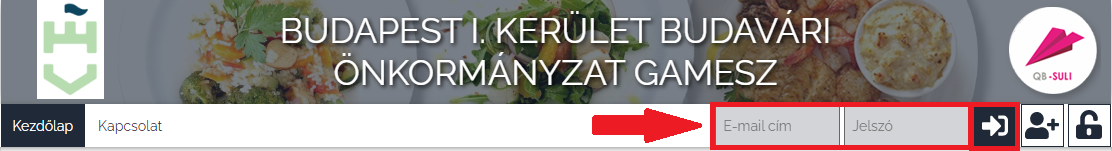 BUDAPEST I. KERÜLET BUDAVÁRI
ÖNKORMÁNYZAT GAMESZ
QB-SULI
Kezdőlap
Kapcsolat
E-mail cím
Jelszó